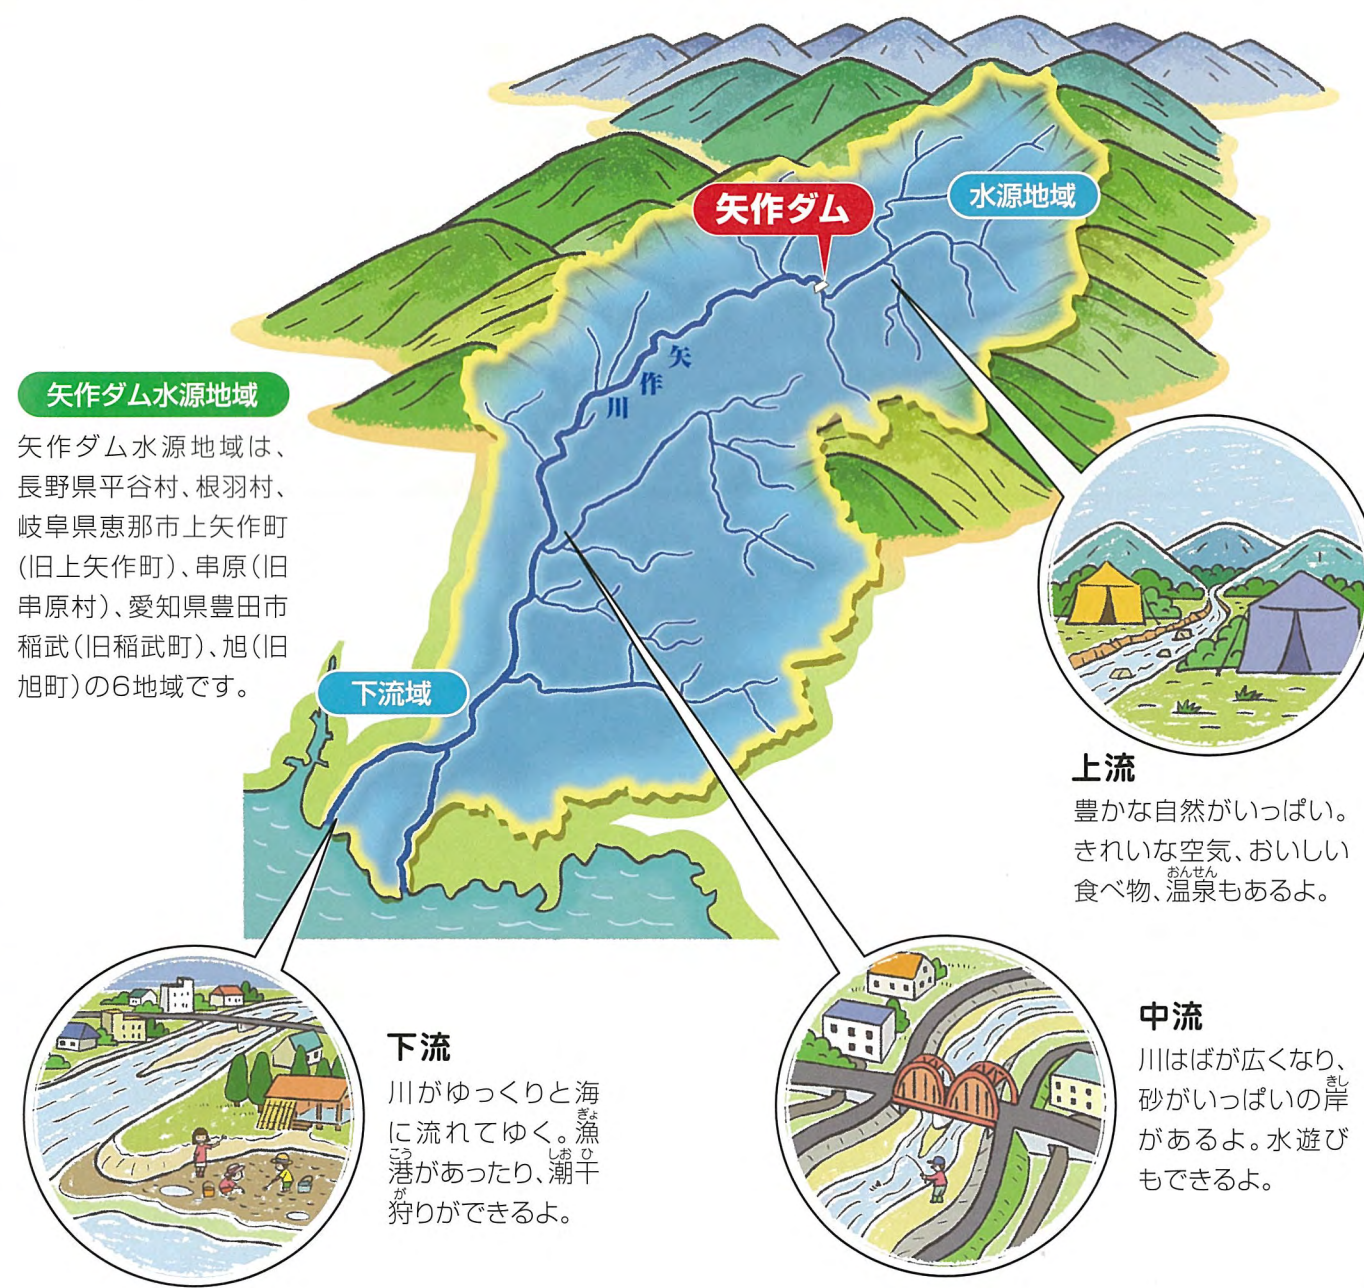 矢作ダム
水源地域
矢作川
矢作ダム水源地域
矢作ダム水源地域は、
長野県平谷村、根羽村、
岐阜県恵那市上矢作町
(旧上矢作町)、串原(旧
串原村)、愛知県豊田市
稲武(旧稲武町)、旭(旧
旭町)の6地域です。
下流域
上流
豊かな自然がいっぱい。
きれいな空気、おいしい
おんせん
食べ物、温泉もあるよ。
下流
川がゆっくりと海
ぎょ
に流れてゆく。漁
こう しおひ
港があったり、潮干
が
狩りができるよ。
中流
川はばが広くなり、
きし
砂がいっぱいの岸
があるよ。水遊び
もできるよ。